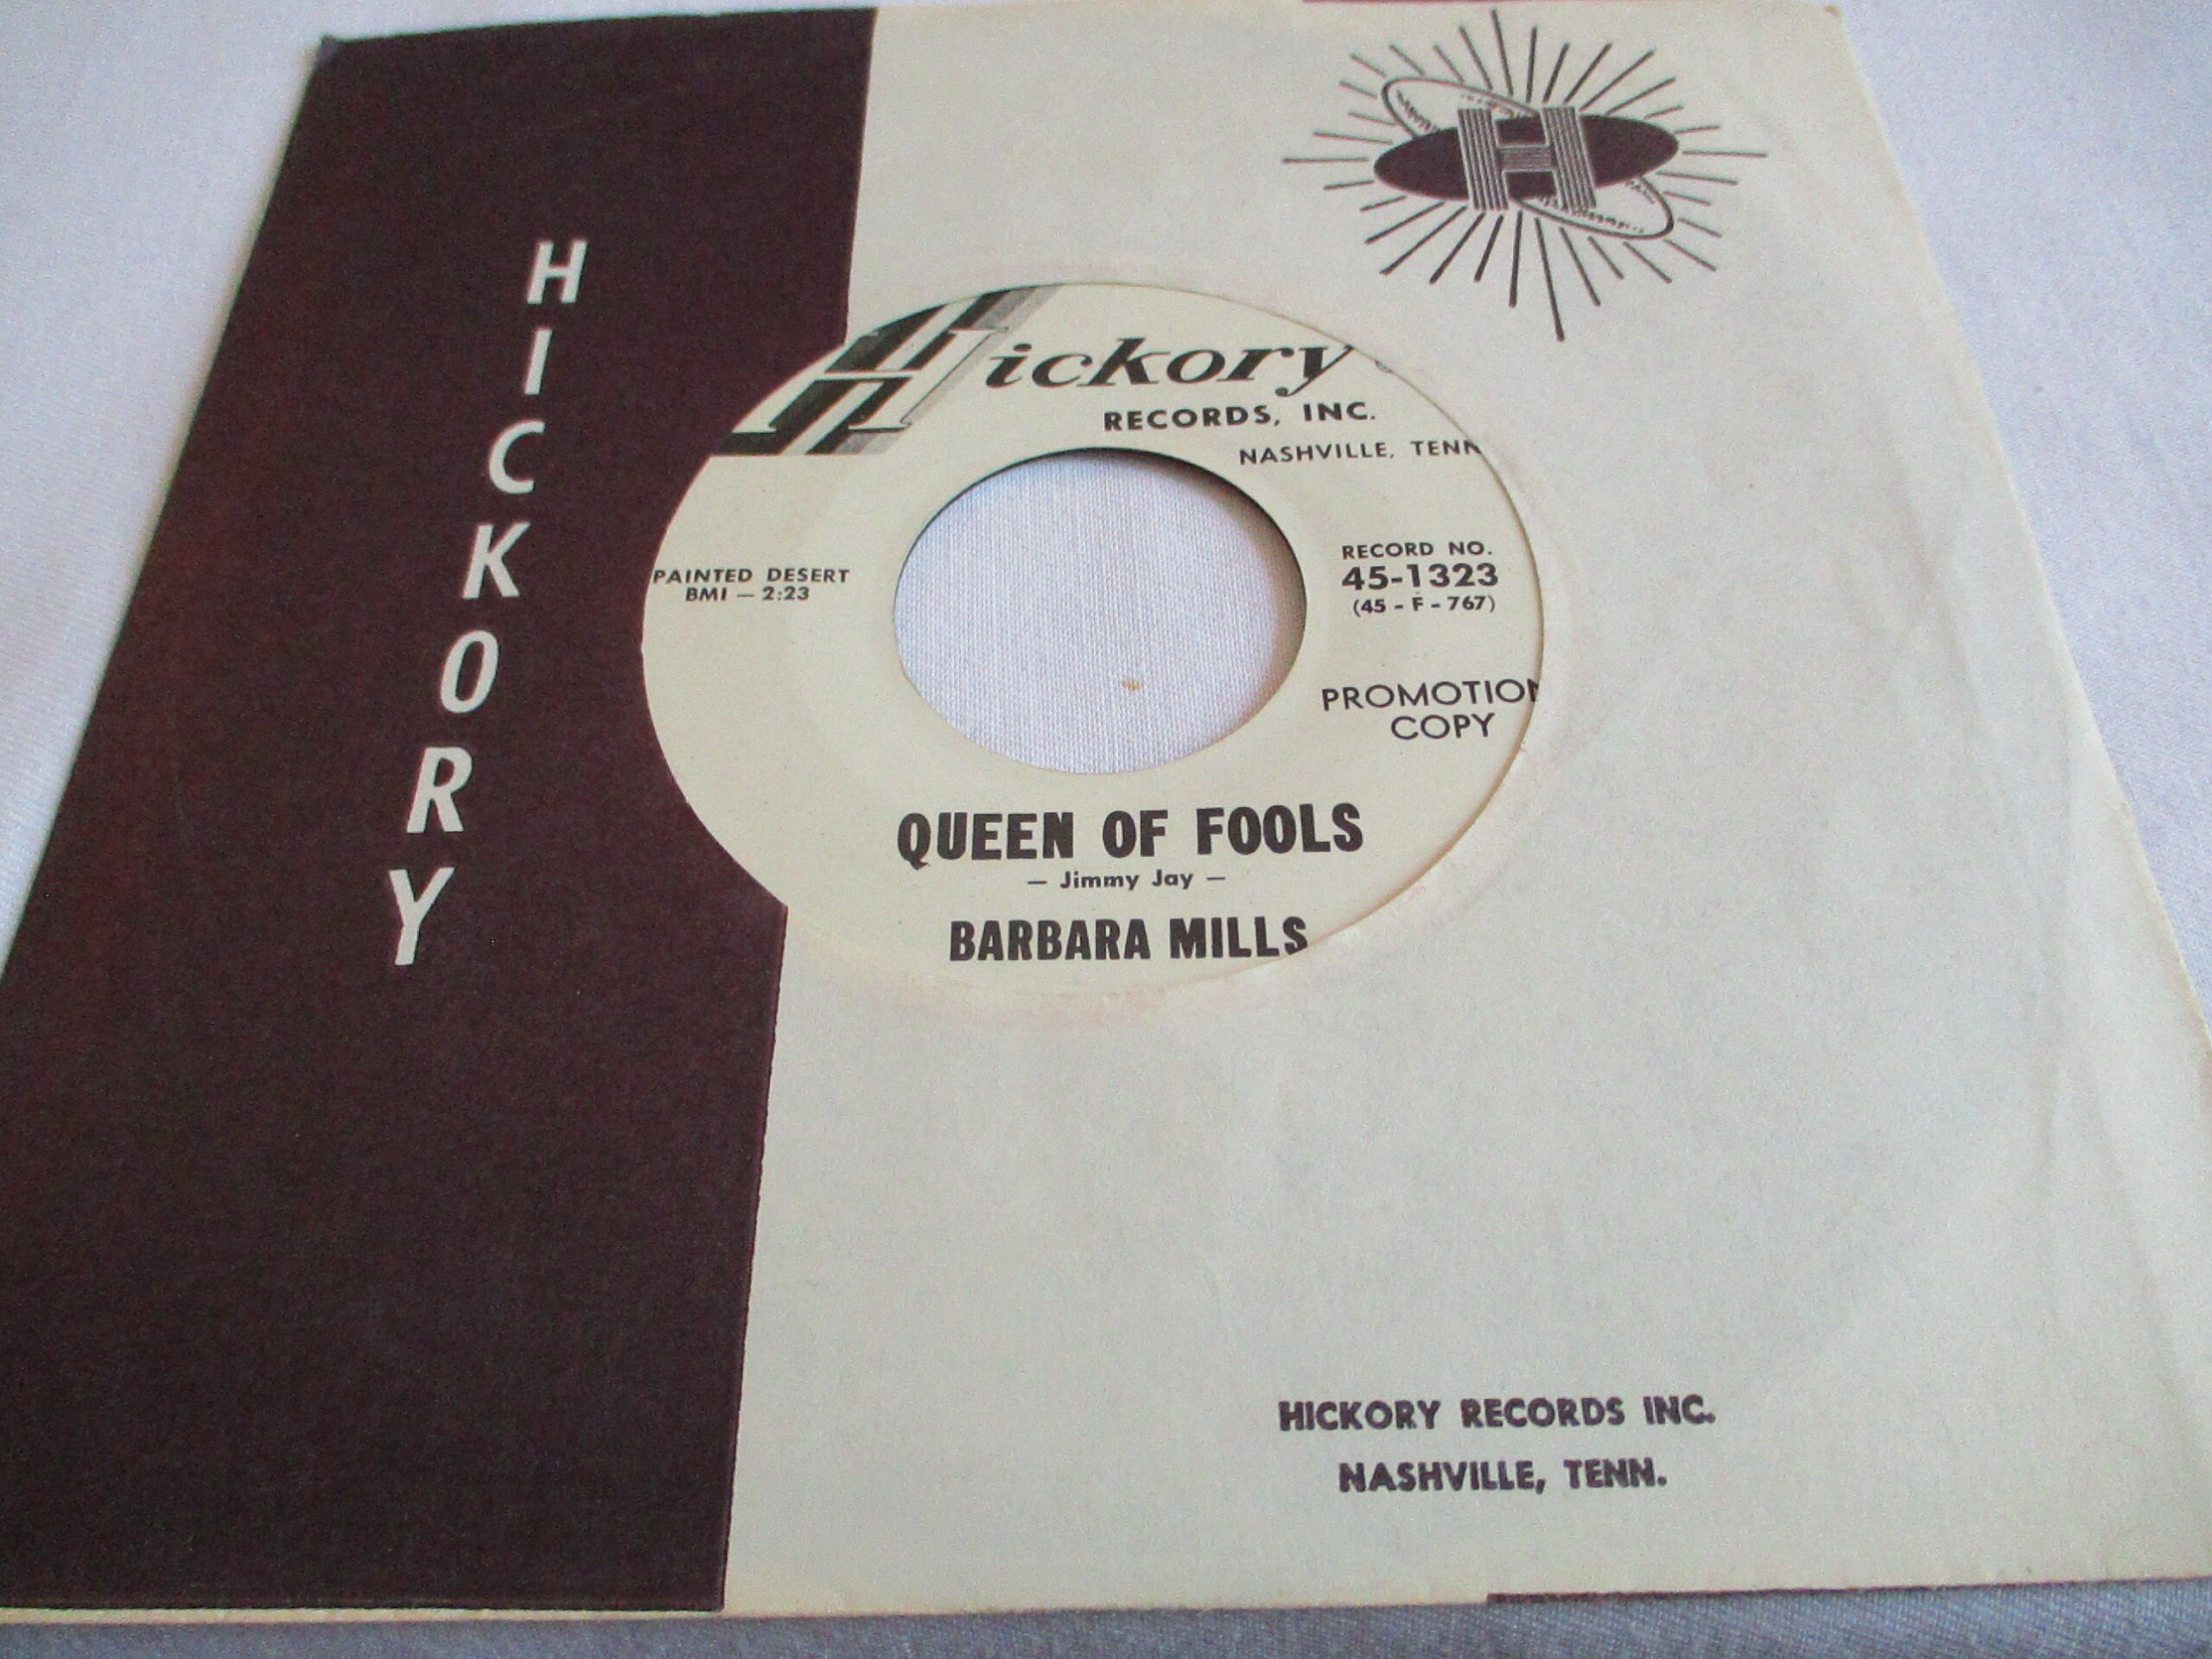 H
I
C
K
O
R
Y
H
Hickory
RECORDS, INC.
NASHVILLE, TENN
PAINTED DESERT
BMI — 2:23
RECORD NO.
45-1323
(45 - F - 767)
PROMOTION
COPY
QUEEN OF FOOLS
— Jimmy Jay —
BARBARA MILLS
HICKORY RECORDS INC.
NASHVILLE, TENN.